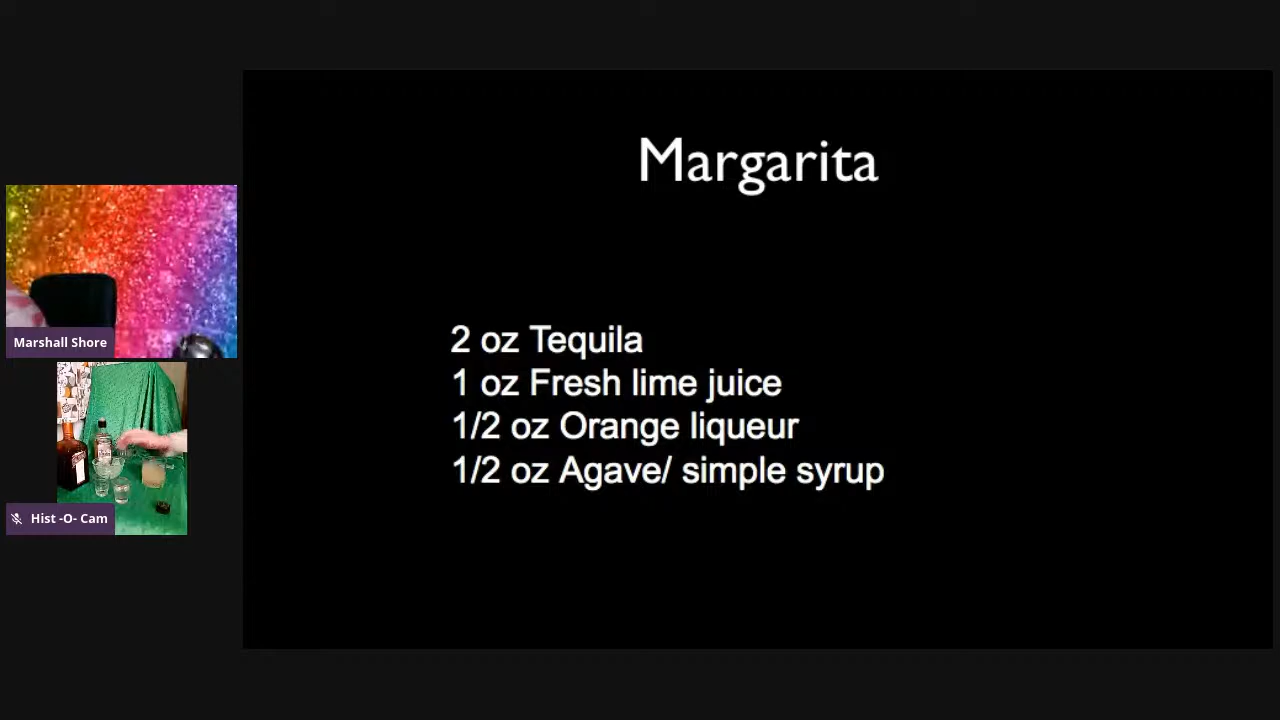 Margarita
2 oz Tequila
1 oz Fresh lime juice
1/2 oz Orange liqueur
1/2 oz Agave/ simple syrup
Marshall Shore
Hist -O- Cam